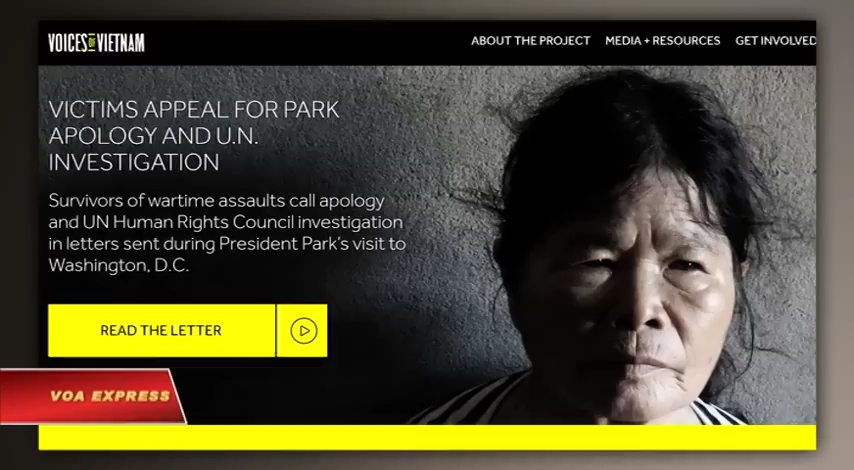 VOICES for VIETNAM
ABOUT THE PROJECT MEDIA + RESOURCES GET INVOLVED
VICTIMS APPEAL FOR PARK
APOLOGY AND U.N.
INVESTIGATION
Survivors of wartime assaults call apology
and UN Human Rights Council investigation
in letters sent during President Park's visit to
Washington, D.C.
READ THE LETTER
VOA EXPRESS